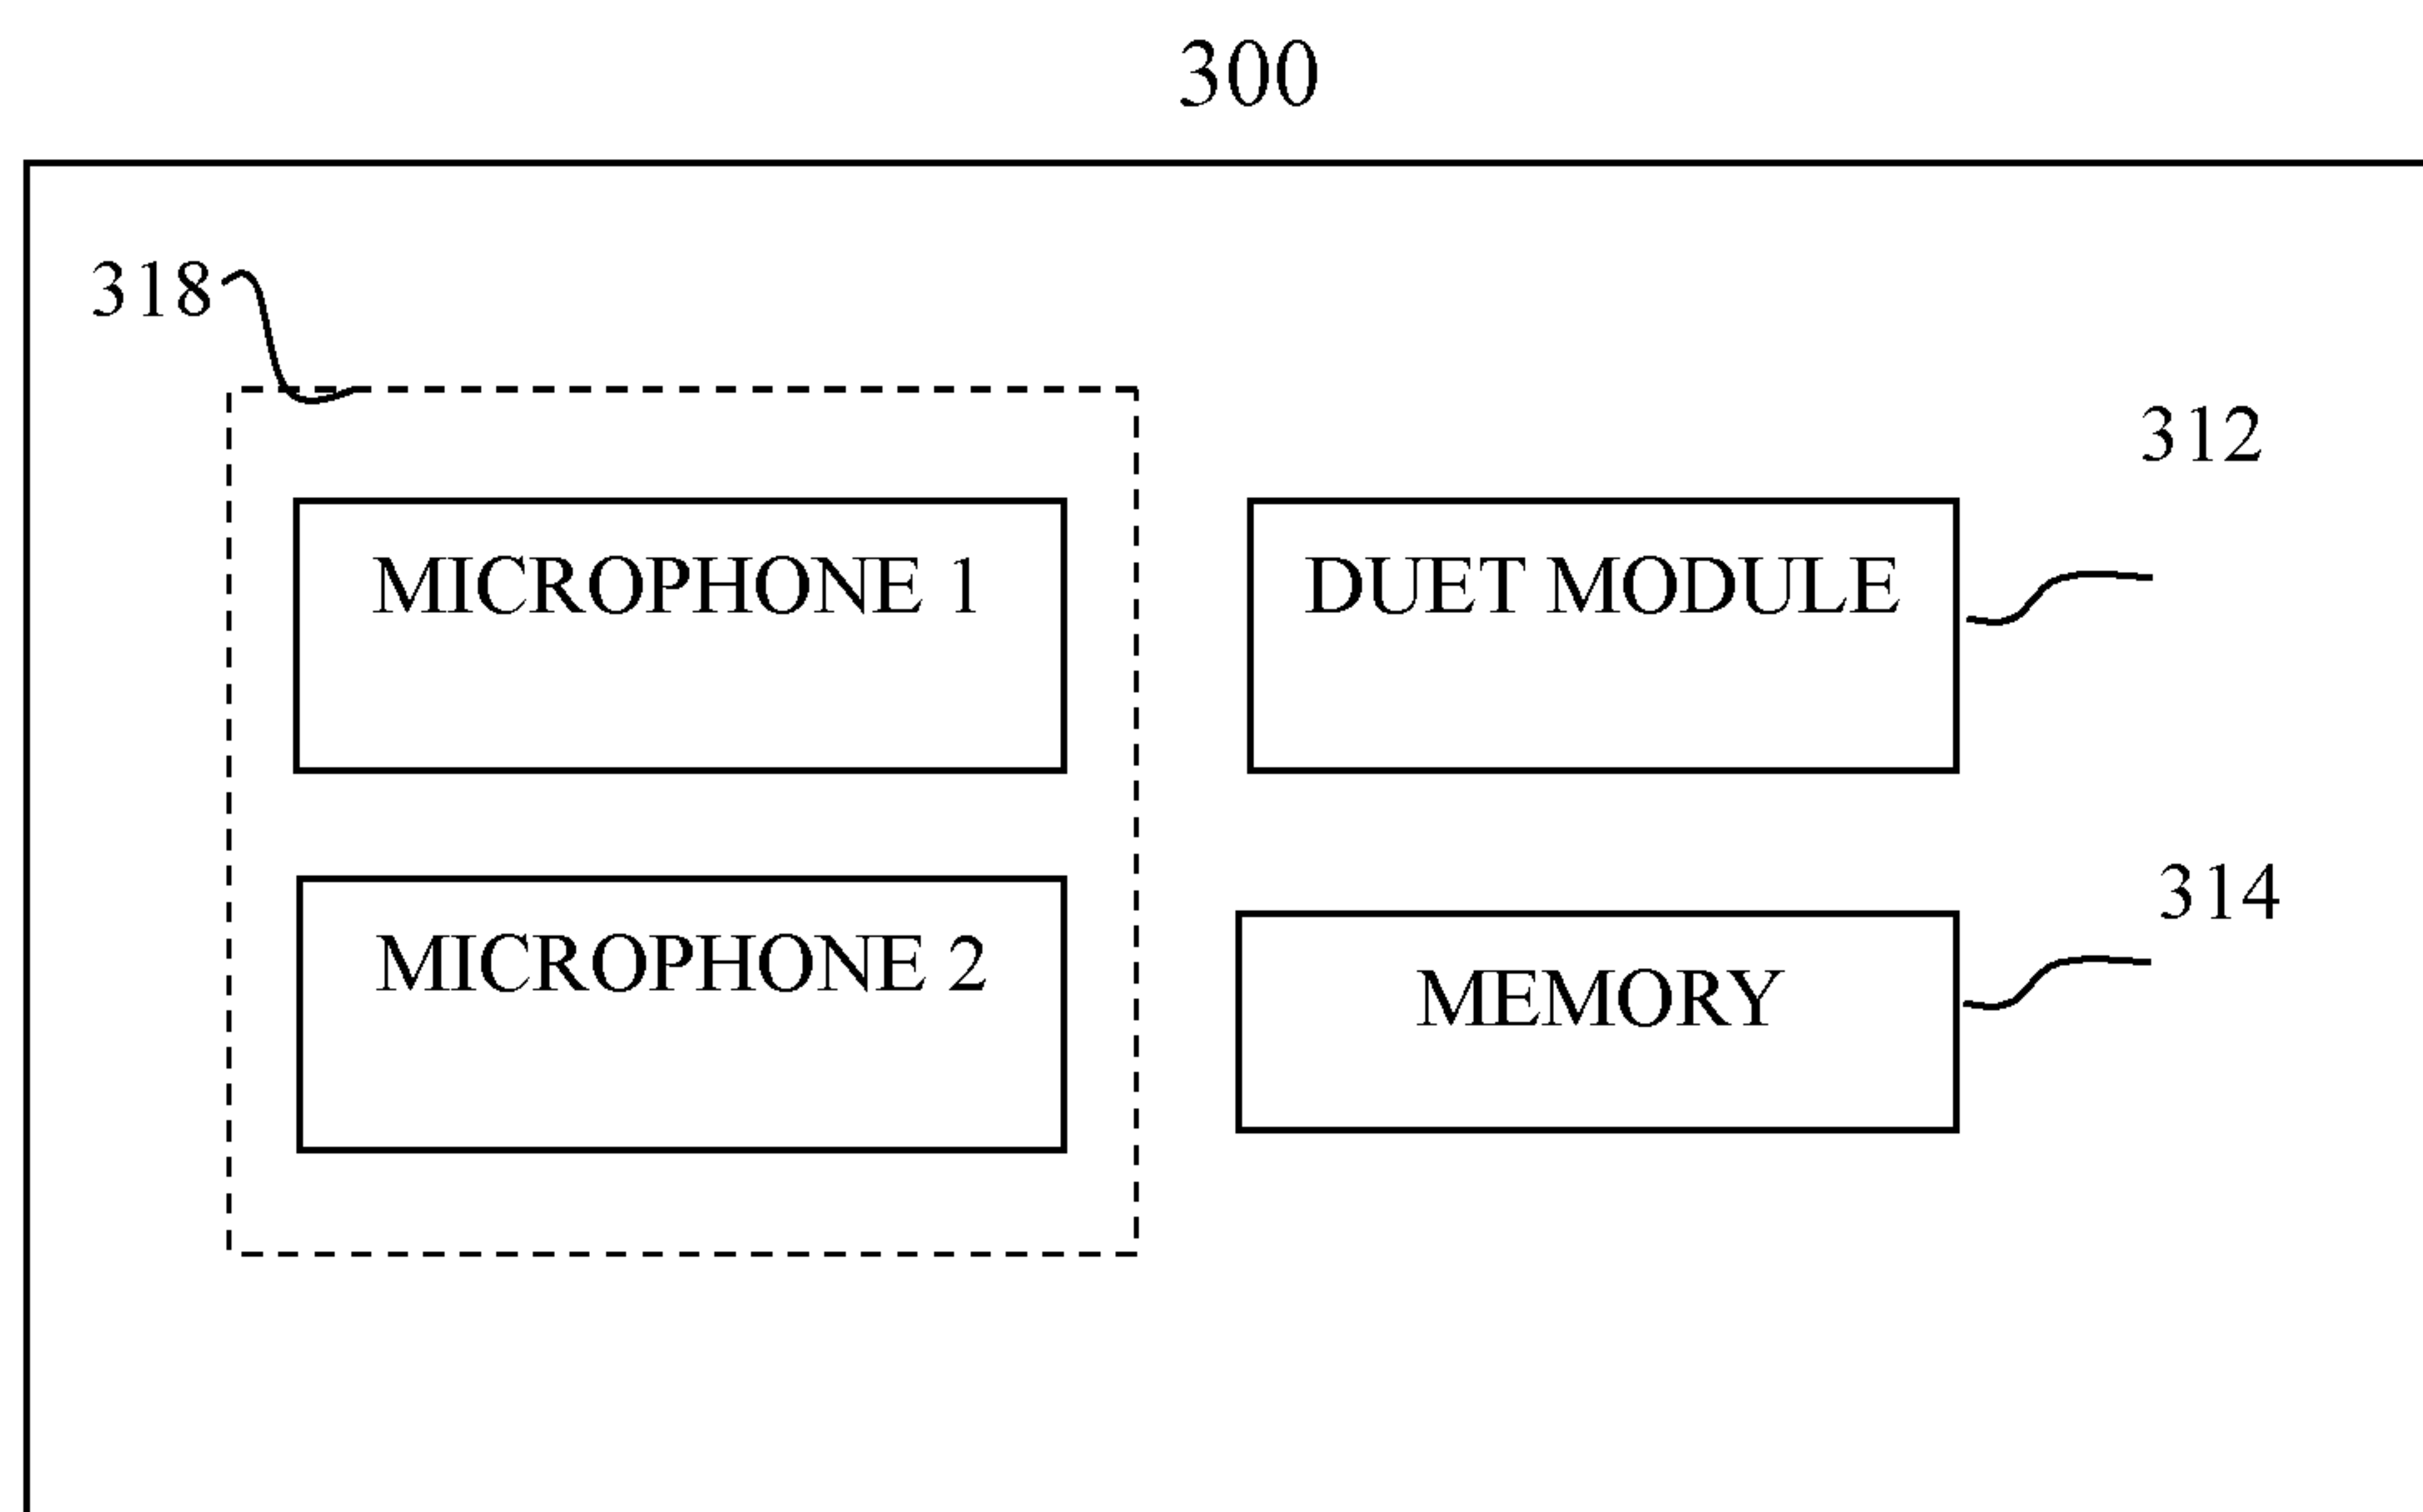 300
318
312
MICROPHONE 1
DUET MODULE
314
MICROPHONE 2
MEMORY